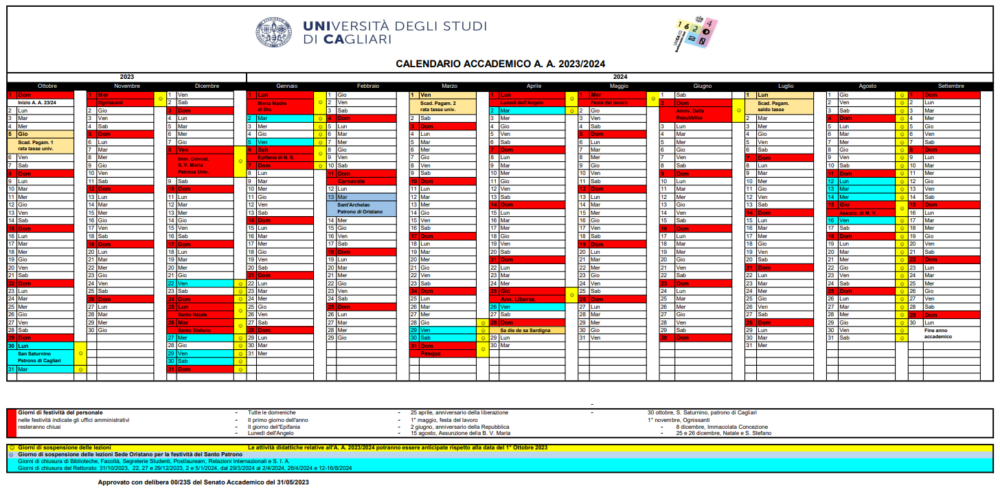 UNIVERSITÀ DEGLI STUDI
DI CAGLIARI
1 6 2 4
2 0
CALENDARIO ACCADEMICO A. A. 2023/2024
2023
2024
Ottobre
1 Dom
Inizio A. A. 23/24
2 Lun
3 Mar
4 Mer
5 Gio
Scad. Pagam. 1
rata tasse univ.
6 Ven
7 Sab
8 Dom
9 Lun
10 Mar
11 Mer
12 Gio
13 Ven
14 Sab
15 Dom
16 Lun
17 Mar
18 Mer
19 Gio
20 Ven
21 Sab
22 Dom
23 Lun
24 Mar
25 Mer
26 Gio
27 Ven
28 Sab
29 Dom
30 Lun
San Saturnino
Patrono di Cagliari
31 Mar
Novembre
1 Mer
Ognissanti
2 Gio
3 Ven
4 Sab
5 Dom
6 Lun
7 Mar
8 Mer
9 Gio
10 Ven
11 Sab
12 Dom
13 Lun
14 Mar
15 Mer
16 Gio
17 Ven
18 Sab
19 Dom
20 Lun
21 Mar
22 Mer
23 Gio
24 Ven
25 Sab
26 Dom
27 Lun
28 Mar
29 Mer
30 Gio
Dicembre
1 Ven
2 Sab
3 Dom
4 Lun
5 Mar
6 Mer
7 Gio
8 Ven
Imm. Concez.
S. V. Maria
Patrona Univ.
9 Sab
10 Dom
11 Lun
12 Mar
13 Mer
14 Gio
15 Ven
16 Sab
17 Dom
18 Lun
19 Mar
20 Mer
21 Gio
22 Ven
23 Sab
24 Dom
25 Lun
Santo Natale
26 Mar
Santo Stefano
27 Mer
28 Gio
29 Ven
30 Sab
31 Dom
Gennaio
1 Lun
Maria Madre
di Dio
2 Mar
3 Mer
4 Gio
5 Ven
6 Sab
Epifania di N. S.
7 Dom
8 Lun
9 Mar
10 Mer
11 Gio
12 Ven
13 Sab
14 Dom
15 Lun
16 Mar
17 Mer
18 Gio
19 Ven
20 Sab
21 Dom
22 Lun
23 Mar
24 Mer
25 Gio
26 Ven
27 Sab
28 Dom
29 Lun
30 Mar
31 Mer
Febbraio
1 Gio
2 Ven
3 Sab
4 Dom
5 Lun
6 Mar
7 Mer
8 Gio
9 Ven
10 Sab
11 Dom
Carnevale
12 Lun
13 Mar
Sant'Archelao
Patrono di Oristano
14 Mer
15 Gio
16 Ven
17 Sab
18 Dom
19 Lun
20 Mar
21 Mer
22 Gio
23 Ven
24 Sab
25 Dom
26 Lun
27 Mar
28 Mer
29 Gio
Marzo
1 Ven
Scad. Pagam. 2
rata tasse univ.
2 Sab
3 Dom
4 Lun
5 Mar
6 Mer
7 Gio
8 Ven
9 Sab
10 Dom
11 Lun
12 Mar
13 Mer
14 Gio
15 Ven
16 Sab
17 Dom
18 Lun
19 Mar
20 Mer
21 Gio
22 Ven
23 Sab
24 Dom
25 Lun
26 Mar
27 Mer
28 Gio
29 Ven
30 Sab
31 Dom
Pasqua
Aprile
1 Lun
Lunedì dell'Angelo
2 Mar
3 Mer
4 Gio
5 Ven
6 Sab
7 Dom
8 Lun
9 Mar
10 Mer
11 Gio
12 Ven
13 Sab
14 Dom
15 Lun
16 Mar
17 Mer
18 Gio
19 Ven
20 Sab
21 Dom
22 Lun
23 Mar
24 Mer
25 Gio
Ann. Liberaz.
26 Ven
27 Sab
28 Dom
Sa die de sa Sardigna
29 Lun
30 Mar
Maggio
1 Mer
Festa del lavoro
2 Gio
3 Ven
4 Sab
5 Dom
6 Lun
7 Mar
8 Mer
9 Gio
10 Ven
11 Sab
12 Dom
13 Lun
14 Mar
15 Mer
16 Gio
17 Ven
18 Sab
19 Dom
20 Lun
21 Mar
22 Mer
23 Gio
24 Ven
25 Sab
26 Dom
27 Lun
28 Mar
29 Mer
30 Gio
31 Ven
Giugno
1 Sab
2 Dom
Anniv. Della
Repubblica
3 Lun
4 Mar
5 Mer
6 Gio
7 Ven
8 Sab
9 Dom
10 Lun
11 Mar
12 Mer
13 Gio
14 Ven
15 Sab
16 Dom
17 Lun
18 Mar
19 Mer
20 Gio
21 Ven
22 Sab
23 Dom
24 Lun
25 Mar
26 Mer
27 Gio
28 Ven
29 Sab
30 Dom
Luglio
1 Lun
Scad. Pagam.
saldo tasse
2 Mar
3 Mer
4 Gio
5 Ven
6 Sab
7 Dom
8 Lun
9 Mar
10 Mer
11 Gio
12 Ven
13 Sab
14 Dom
15 Lun
16 Mar
17 Mer
18 Gio
19 Ven
20 Sab
21 Dom
22 Lun
23 Mar
24 Mer
25 Gio
26 Ven
27 Sab
28 Dom
29 Lun
30 Mar
31 Mer
Agosto
1 Gio
2 Ven
3 Sab
4 Dom
5 Lun
6 Mar
7 Mer
8 Gio
9 Ven
10 Sab
11 Dom
12 Lun
13 Mar
14 Mer
15 Gio
Assunz. di M. V.
16 Ven
17 Sab
18 Dom
19 Lun
20 Mar
21 Mer
22 Gio
23 Ven
24 Sab
25 Dom
26 Lun
27 Mar
28 Mer
29 Gio
30 Ven
31 Sab
Settembre
1 Dom
2 Lun
3 Mar
4 Mer
5 Gio
6 Ven
7 Sab
8 Dom
9 Lun
10 Mar
11 Mer
12 Gio
13 Ven
14 Sab
15 Dom
16 Lun
17 Mar
18 Mer
19 Gio
20 Ven
21 Sab
22 Dom
23 Lun
24 Mar
25 Mer
26 Gio
27 Ven
28 Sab
29 Dom
30 Lun
Fine anno
accademico
Giorni di festività del personale
nelle festività indicate gli uffici amministrativi
resteranno chiusi
- Tutte le domeniche
- Il primo giorno dell'anno
- Il giorno dell'Epifania
- Lunedì dell'Angelo
- 25 aprile, anniversario della liberazione
- 1° maggio, festa del lavoro
- 2 giugno, anniversario della Repubblica
- 15 agosto, Assunzione della B. V. Maria
- 30 ottobre, S. Saturnino, patrono di Cagliari
1° novembre, Ognissanti
- 8 dicembre, Immacolata Concezione
- 25 e 26 dicembre, Natale e S. Stefano
☺ Giorni di sospensione delle lezioni Le attività didattiche relative all'A. A. 2023/2024 potranno essere anticipate rispetto alla data del 1° Ottobre 2023
☺ Giorno di sospensione delle lezioni Sede Oristano per la festività del Santo Patrono
Giorni di chiusura di Biblioteche, Facoltà, Segreterie Studenti, Postlauream, Relazioni Internazionali e S. I. A.
Giorni di chiusura del Rettorato: 31/10/2023, 22, 27 e 29/12/2023, 2 e 5/1/2024, dal 29/3/2024 al 2/4/2024, 26/4/2024 e 12-16/8/2024
Approvato con delibera 00/23S del Senato Accademico del 31/05/2023